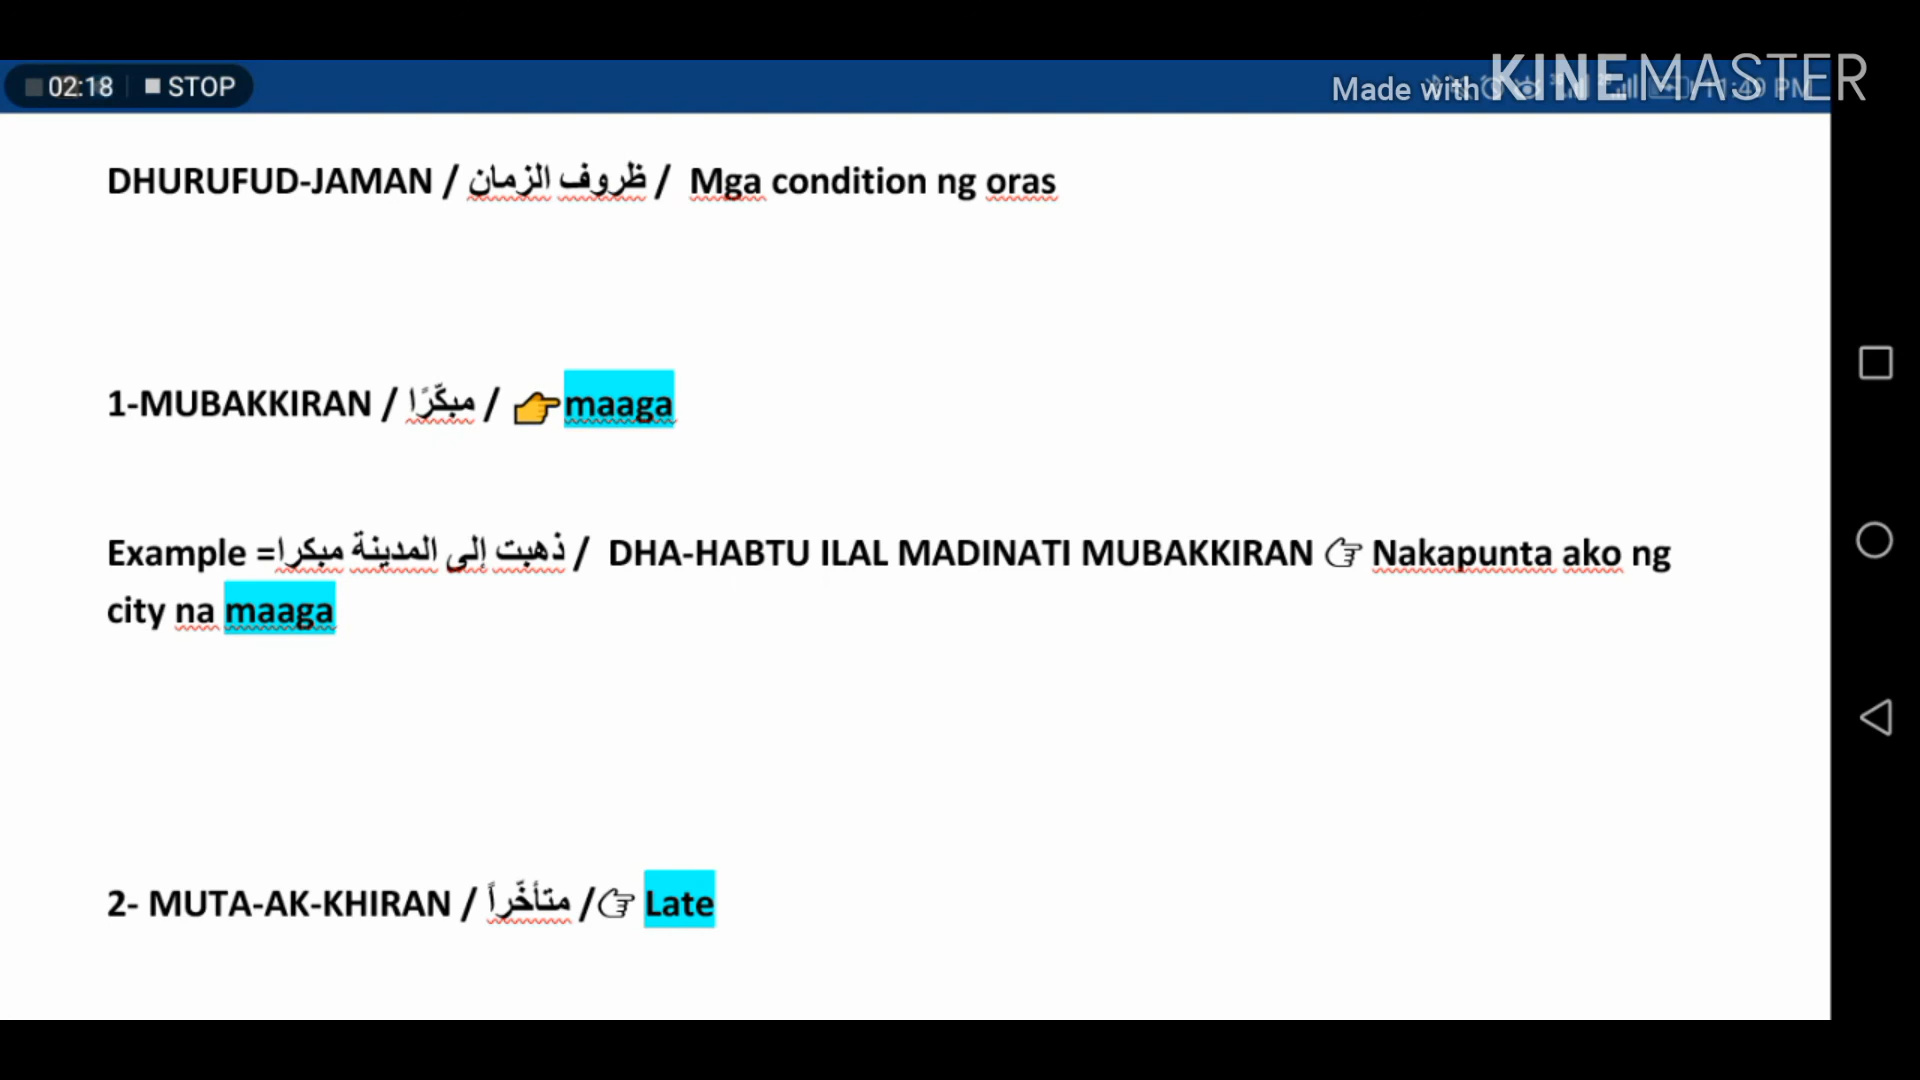 02:18 STOP
Made with KINEMASTER
DHURUFUD-JAMAN / ظروف الزمان / Mga condition ng oras
1-MUBAKKIRAN / مبكّرًا / 👉 maaga
Example =ذهبت إلى المدينة مبكرا / DHA-HABTU ILAL MADINATI MUBAKKIRAN 👉 Nakapunta ako ng
city na maaga
2- MUTA-AK-KHIRAN / متأخّراً /👉 Late